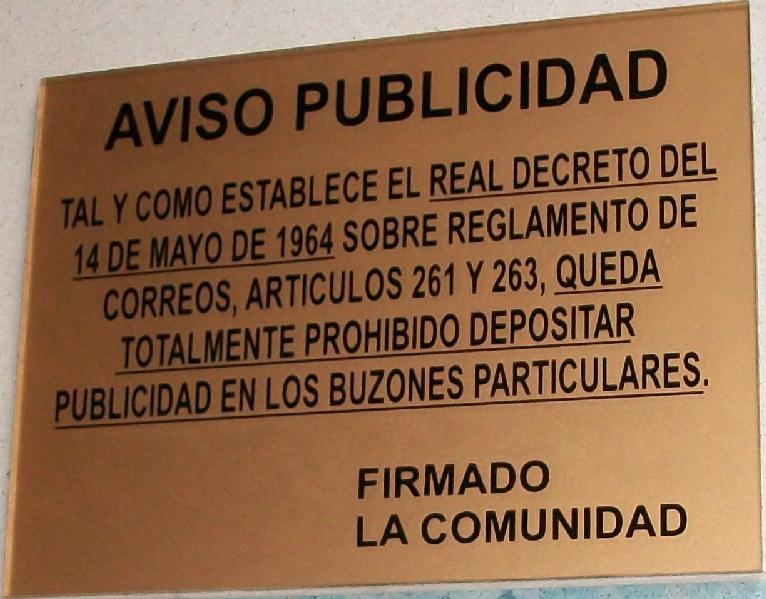 AVISO PUBLICIDAD
TAL Y COMO ESTABLECE EL REAL DECRETO DEL
14 DE MAYO DE 1964 SOBRE REGLAMENTO DE
CORREOS, ARTICULOS 261 Y 263, QUEDA
TOTALMENTE PROHIBIDO DEPOSITAR
PUBLICIDAD EN LOS BUZONES PARTICULARES.
FIRMADO
LA COMUNIDAD